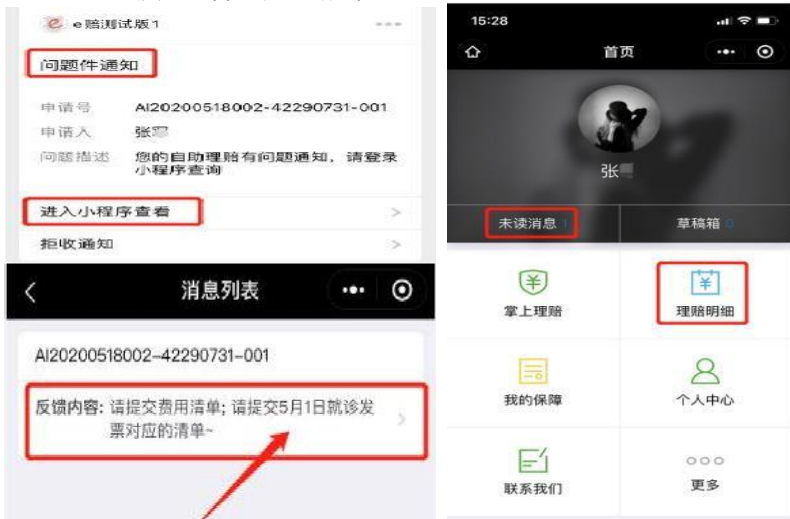 e赔测试版1
问题件通知
申请号 AI20200518002-42290731-001
申请人 张
问题描述 您的自助理赔有问题通知，请登录
小程序查询
进入小程序查看
拒收通知
消息列表
AI20200518002-42290731-001
反馈内容: 请提交费用清单; 请提交5月1日就诊发
票对应的清单~
15:28
首页
张
未读消息 1 草稿箱 0
掌上理赔 理赔明细
我的保障 个人中心
联系我们 更多